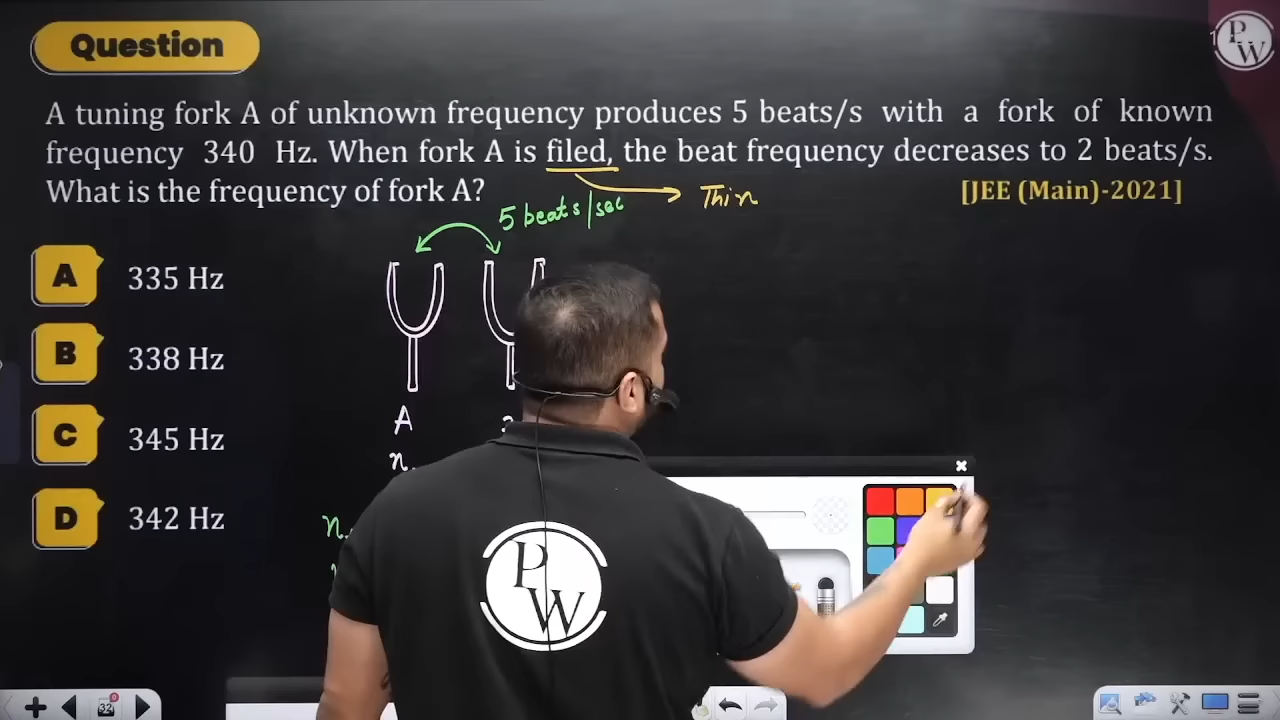 Question
A tuning fork A of unknown frequency produces 5 beats/s with a fork of known
frequency 340 Hz. When fork A is filed, the beat frequency decreases to 2 beats/s.
What is the frequency of fork A?
[JEE (Main)-2021]
Thin
5 beats/sec
A 335 Hz
B 338 Hz
C 345 Hz
D 342 Hz
A
n
n
PW
PW
32